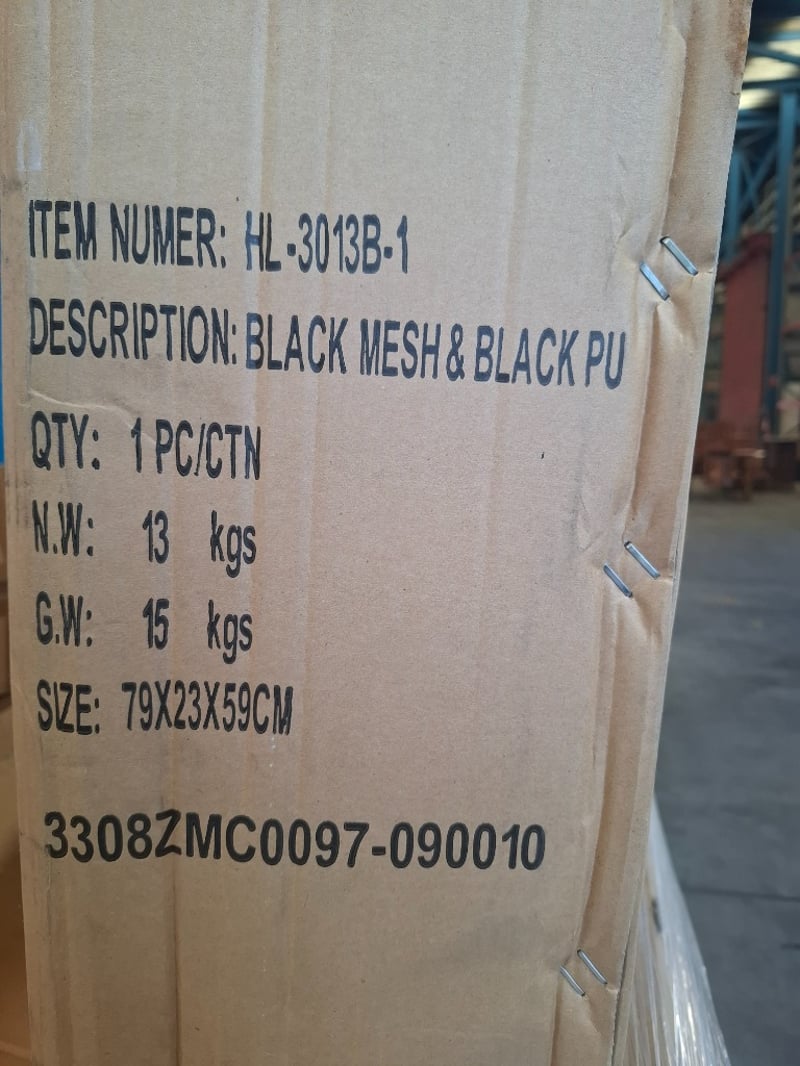 ITEM NUMER: HL-3013B-1
DESCRIPTION: BLACK MESH & BLACK PU
QTY: 1 PC/CTN
N.W: 13 kgs
G.W: 15 kgs
SIZE: 79X23X59CM
3308ZMC0097-090010